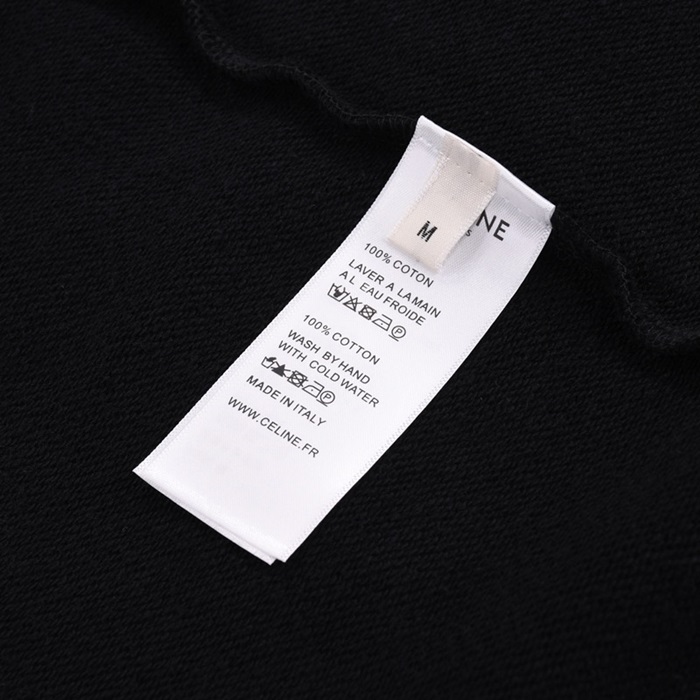 M
NE
S
100% COTON
LAVER A LA MAIN
A L EAU FROIDE
100% COTTON
WASH BY HAND
WITH COLD WATER
MADE IN ITALY
WWW.CELINE.FR